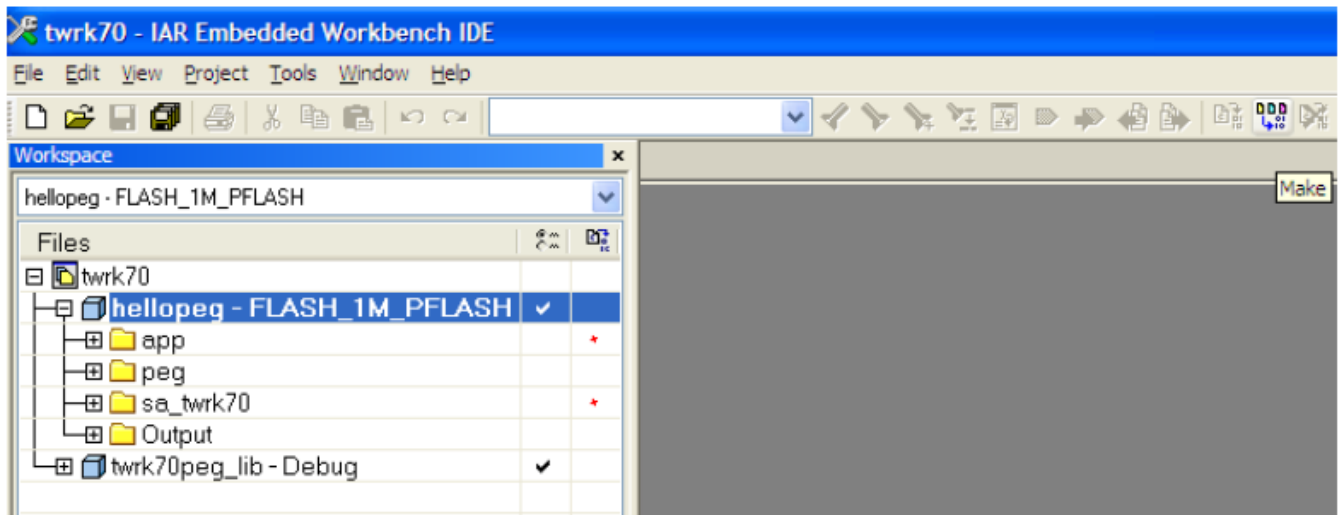 twrk70 - IAR Embedded Workbench IDE
File Edit View Project Tools Window Help
Workspace
Make
hellopeg - FLASH_1M_PFLASH
Files
twrk70
hellopeg - FLASH_1M_PFLASH
app
peg
sa_twrk70
Output
twrk70peg_lib - Debug